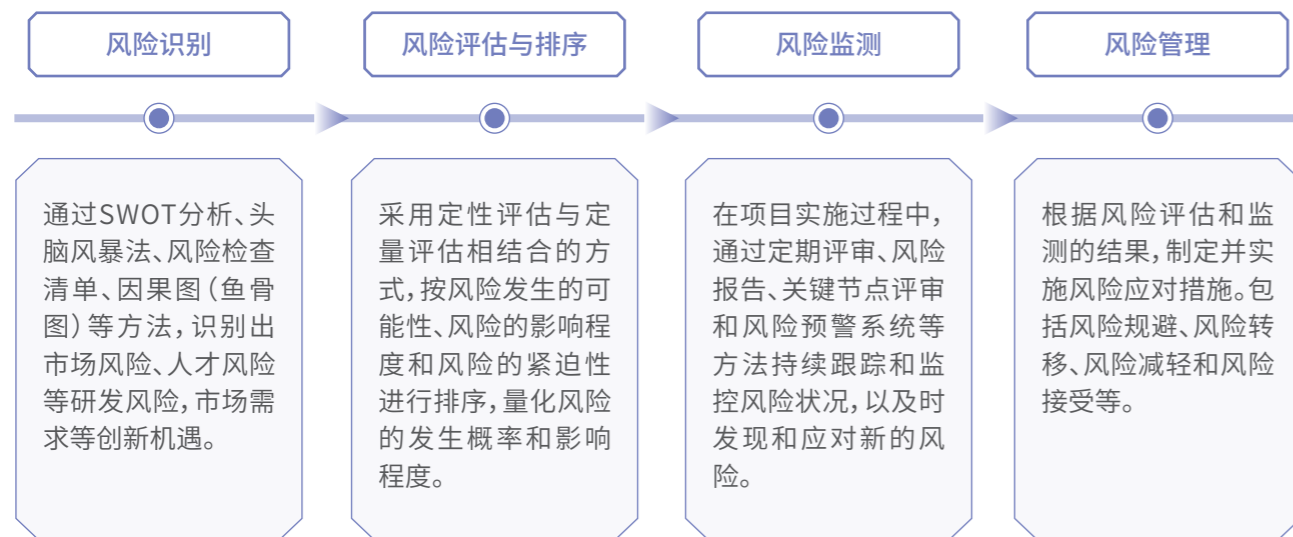 风险识别
风险评估与排序
风险监测
风险管理
通过SWOT分析、头
脑风暴法、风险检查
清单、因果图（鱼骨
图）等方法，识别出
市场风险、人才风险
等研发风险，市场需
求等创新机遇。
采用定性评估与定
量评估相结合的方
式，按风险发生的可
能性、风险的影响程
度和风险的紧迫性
进行排序，量化风险
的发生概率和影响
程度。
在项目实施过程中，
通过定期评审、风险
报告、关键节点评审
和风险预警系统等
方法持续跟踪和监
控风险状况，以及时
发现和应对新的风
险。
根据风险评估和监
测的结果，制定并实
施风险应对措施。包
括风险规避、风险转
移、风险减轻和风险
接受等。